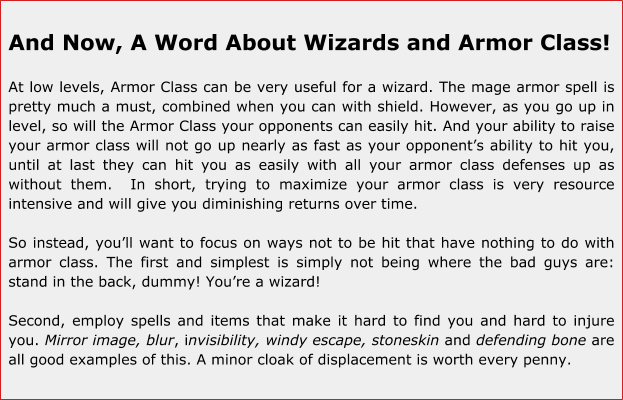 And Now, A Word About Wizards and Armor Class!
At low levels, Armor Class can be very useful for a wizard. The mage armor spell is
pretty much a must, combined when you can with shield. However, as you go up in
level, so will the Armor Class your opponents can easily hit. And your ability to raise
your armor class will not go up nearly as fast as your opponent’s ability to hit you,
until at last they can hit you as easily with all your armor class defenses up as
without them.  In short, trying to maximize your armor class is very resource
intensive and will give you diminishing returns over time.
So instead, you’ll want to focus on ways not to be hit that have nothing to do with
armor class. The first and simplest is simply not being where the bad guys are:
stand in the back, dummy! You’re a wizard!
Second, employ spells and items that make it hard to find you and hard to injure
you. Mirror image, blur, invisibility, windy escape, stoneskin and defending bone are
all good examples of this. A minor cloak of displacement is worth every penny.